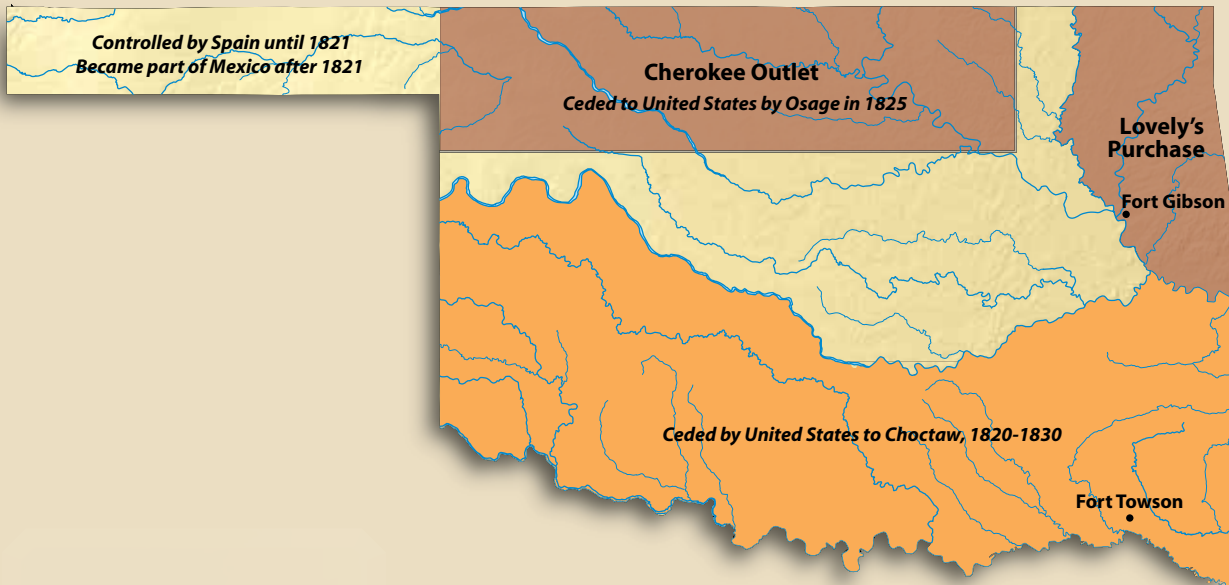 Controlled by Spain until 1821
Became part of Mexico after 1821
Cherokee Outlet
Ceded to United States by Osage in 1825
Lovely's
Purchase
Fort Gibson
Ceded by United States to Choctaw, 1820-1830
Fort Towson